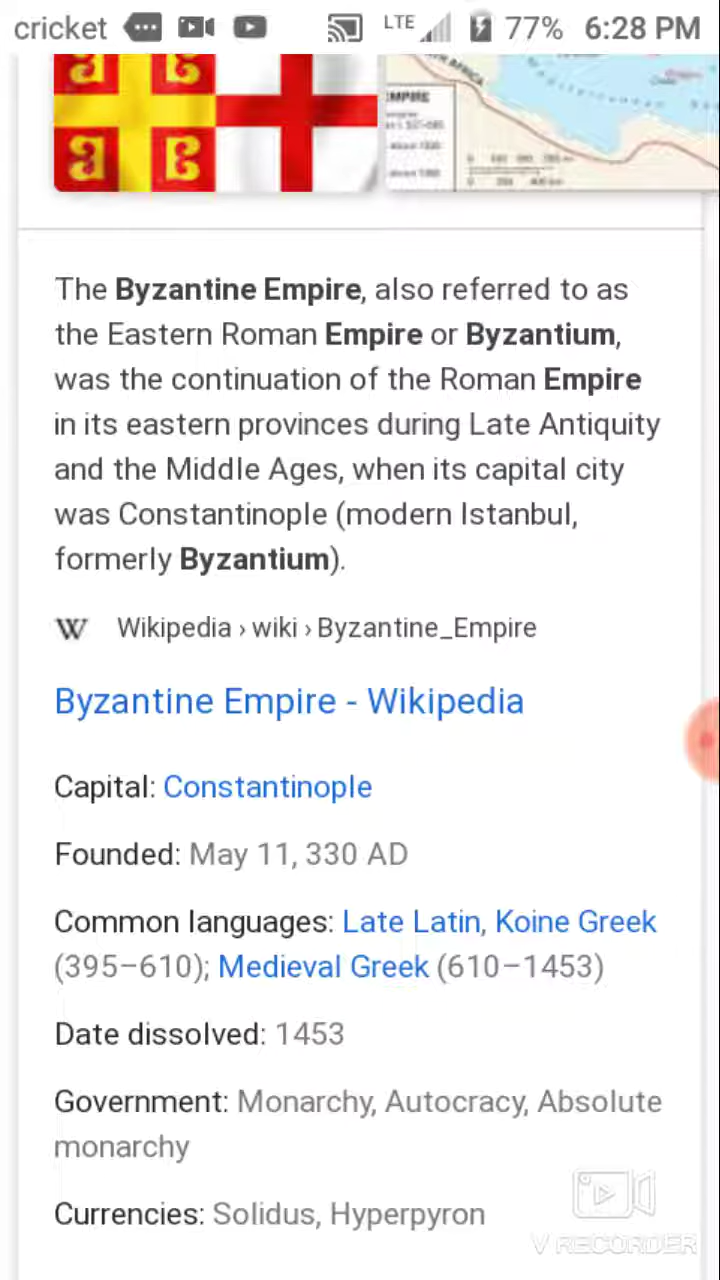 cricket LTE 77% 6:28 PM
EMPIRE
The Byzantine Empire, also referred to as
the Eastern Roman Empire or Byzantium,
was the continuation of the Roman Empire
in its eastern provinces during Late Antiquity
and the Middle Ages, when its capital city
was Constantinople (modern Istanbul,
formerly Byzantium).
W Wikipedia › wiki › Byzantine_Empire
Byzantine Empire - Wikipedia
Capital: Constantinople
Founded: May 11, 330 AD
Common languages: Late Latin, Koine Greek
(395–610); Medieval Greek (610–1453)
Date dissolved: 1453
Government: Monarchy, Autocracy, Absolute
monarchy
Currencies: Solidus, Hyperpyron
V RECORDER